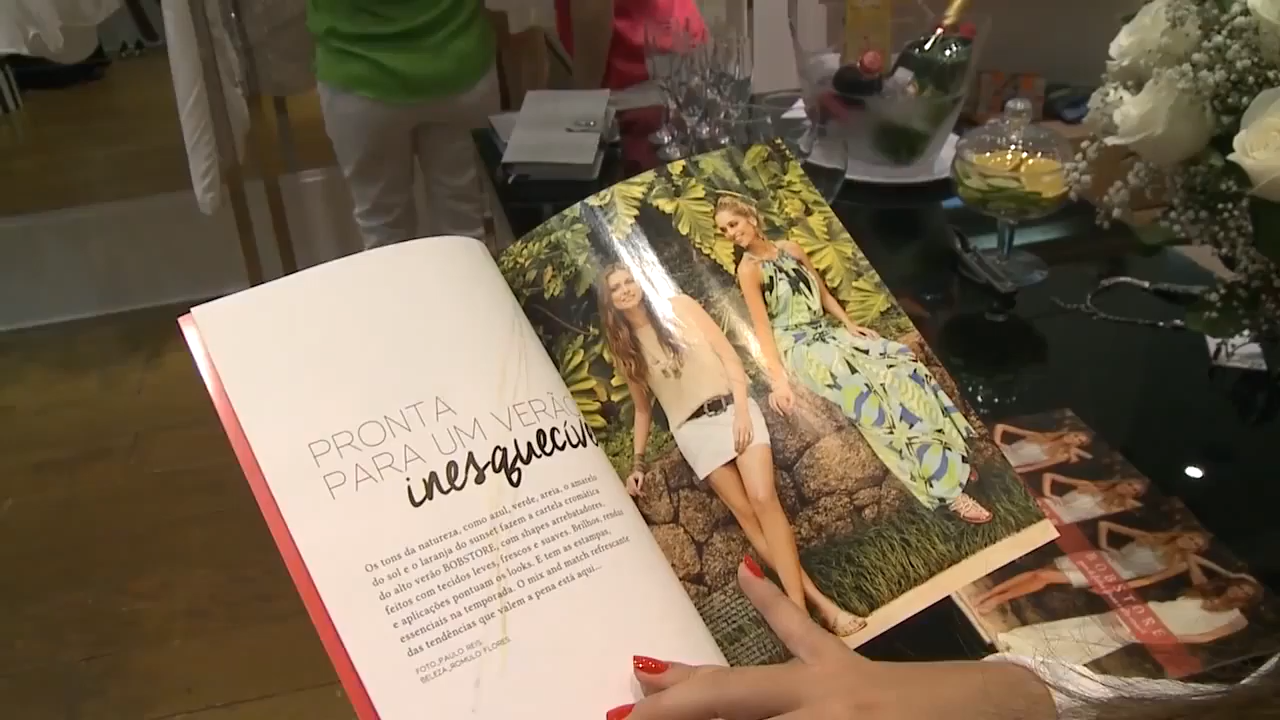 PRONTA
PARA UM VERÃO
inesquecíve
Os tons da natureza, como azul, verde, areia, o amarelo
do sol e o laranja do sunset fazem a cartela cromática
do alto verão BOBSTORE, com shapes arrebatadores,
feitos com tecidos leves, frescos e suaves. Brilhos, rendas
e aplicações pontuam os looks. E tem as estampas,
essenciais na temporada. O mix and match refrescante
das tendências que valem a pena está aqui...
FOTO_PAULO REIS
BELEZA_ROMULO FLORES
BOBSTORE